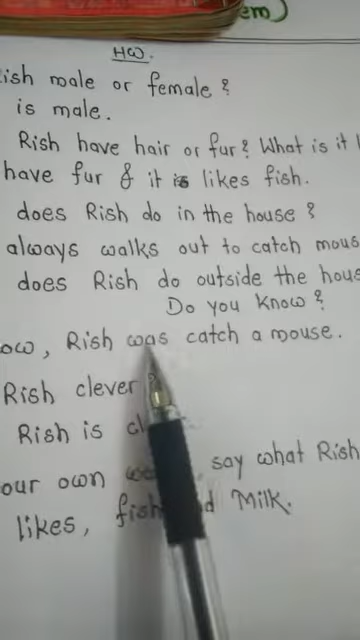 em)
HW.
ish male or female ?
is male.
Rish have hair or fur? What is it
have fur & it is likes fish.
does Rish do in the house ?
always walks out to catch mous
does Rish do outside the hous
Do you know ?
ow, Rish was catch a mouse.
Rish clever ?
Rish is cl
our own say what Rish
likes, fish nd Milk.